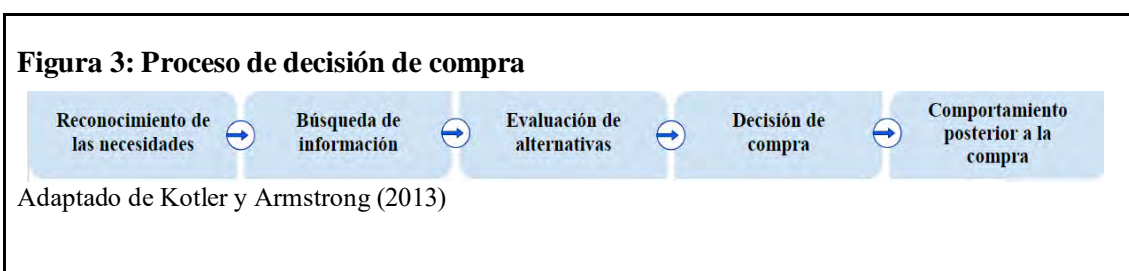 Figura 3: Proceso de decisión de compra
Reconocimiento de
las necesidades
Búsqueda de
información
Evaluación de
alternativas
Decisión de
compra
Comportamiento
posterior a la
compra
Adaptado de Kotler y Armstrong (2013)